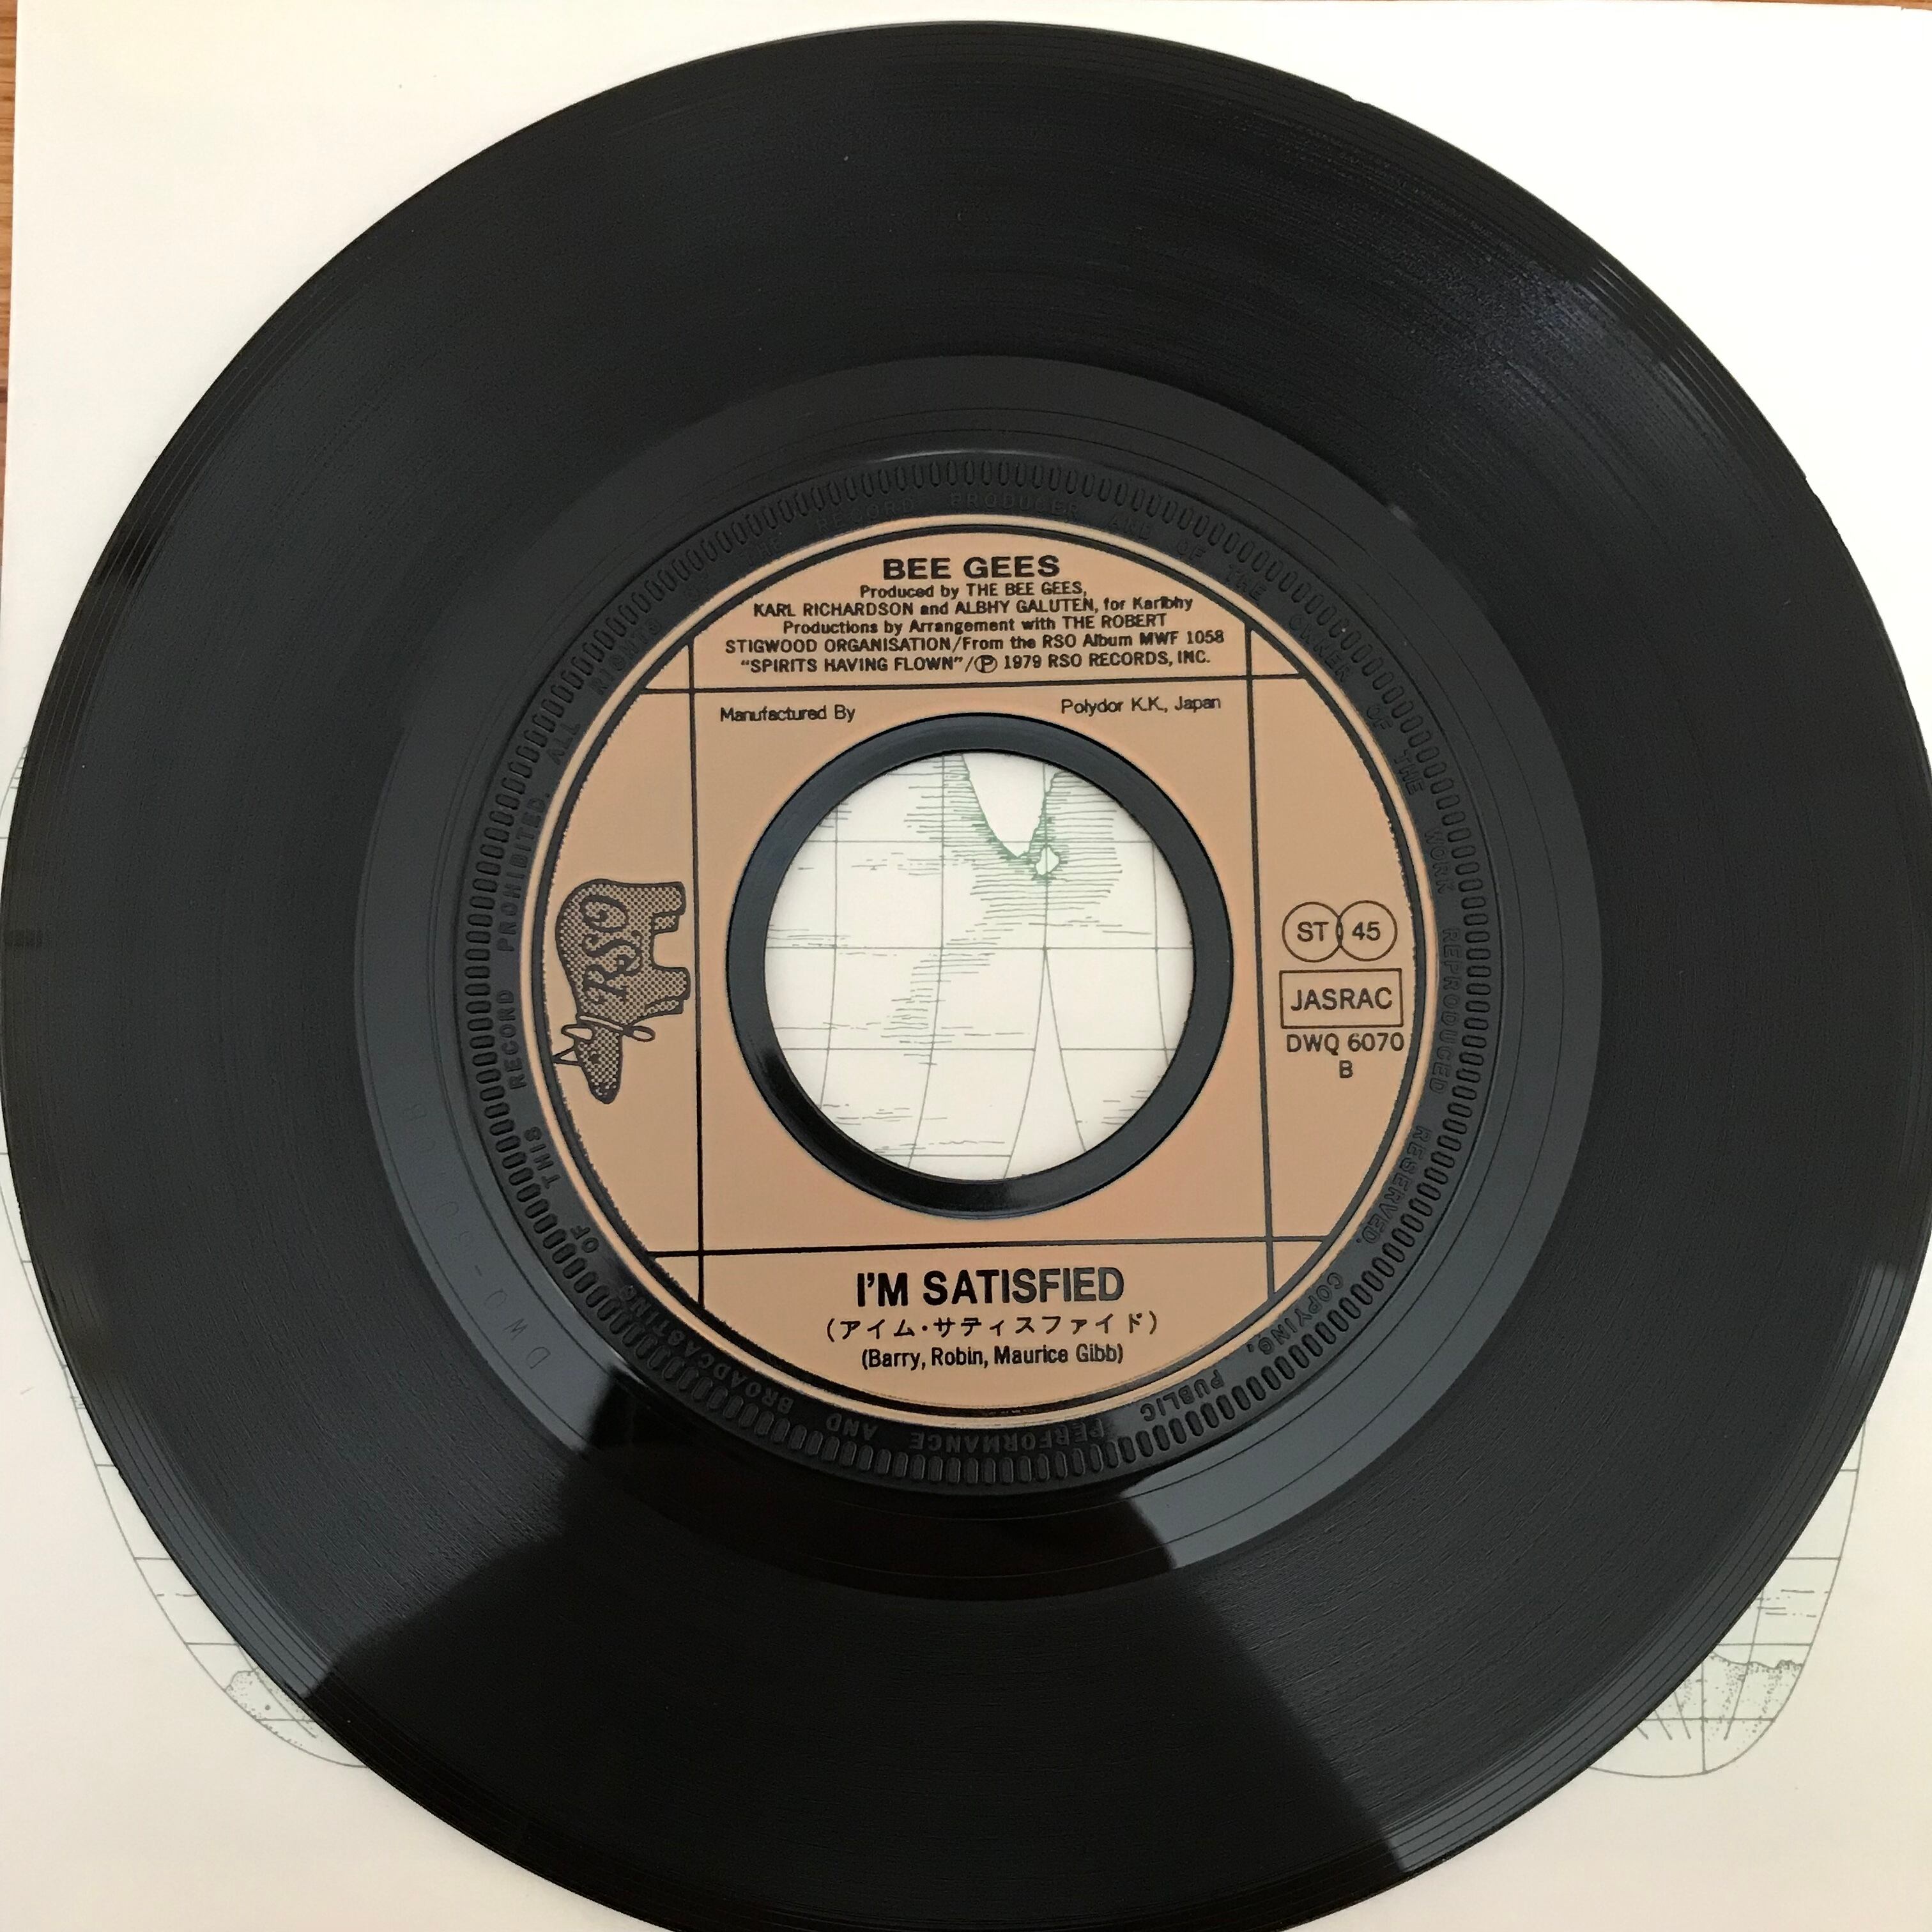 BEE GEES
Produced by THE BEE GEES,
KARL RICHARDSON and ALBHY GALUTEN, for Karlbhy
Productions by Arrangement with THE ROBERT
STIGWOOD ORGANISATION/From the RSO Album MWF 1058
"SPIRITS HAVING FLOWN"/Ⓟ 1979 RSO RECORDS, INC.
Manufactured By
Polydor K.K., Japan
RSO
ST 45
JASRAC
DWQ 6070
B
I'M SATISFIED
(アイム・サティスファイド)
(Barry, Robin, Maurice Gibb)
ALL RIGHTS OF THE RECORD PRODUCER AND OF THE OWNER OF THE WORK REPRODUCED RESERVED. COPYING, PUBLIC PERFORMANCE AND BROADCASTING OF THIS RECORD PROHIBITED.